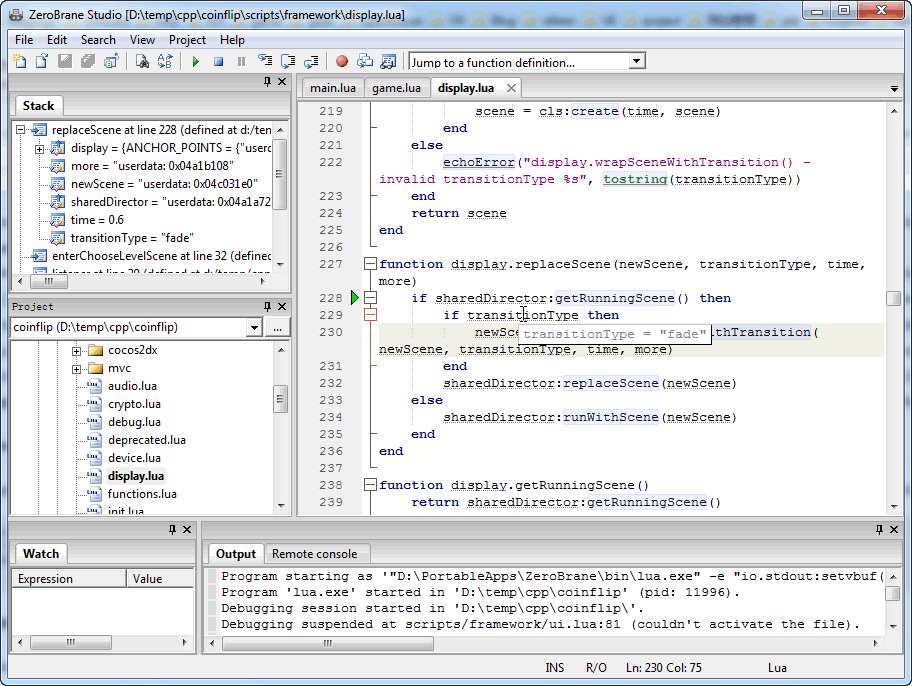 ZeroBrane Studio [D:\temp\cpp\coinflip\scripts\framework\display.lua]
File Edit Search View Project Help
Jump to a function definition...
Stack
replaceScene at line 228 (defined at d:/ten
display = {ANCHOR_POINTS = {"userd
more = "userdata: 0x04a1b108"
newScene = "userdata: 0x04c031e0"
sharedDirector = "userdata: 0x04a1a72
time = 0.6
transitionType = "fade"
enterChooseLevelScene at line 32 (definec
listener at line 39 (defined at d:/temp/cpp
Project
coinflip (D:\temp\cpp\coinflip)
...
cocos2dx
mvc
audio.lua
crypto.lua
debug.lua
deprecated.lua
device.lua
display.lua
functions.lua
init.lua
main.lua game.lua display.lua
219 scene = cls:create(time, scene)
220 end
221 else
222 echoError("display.wrapSceneWithTransition() -
invalid transitionType %s", tostring(transitionType))
223 end
224 return scene
225 end
226
227 function display.replaceScene(newScene, transitionType, time,
more)
228 if sharedDirector:getRunningScene() then
229 if transitionType then
230 newSce transitionType = "fade" ithTransition(
newScene, transitionType, time, more)
231 end
232 sharedDirector:replaceScene(newScene)
233 else
234 sharedDirector:runWithScene(newScene)
235 end
236 end
237
238 function display.getRunningScene()
239 return sharedDirector:getRunningScene()
Watch
Expression Value
Output Remote console
Program starting as '"D:\PortableApps\ZeroBrane\bin\lua.exe" -e "io.stdout:setvbuf(
Program 'lua.exe' started in 'D:\temp\cpp\coinflip' (pid: 11996).
Debugging session started in 'D:\temp\cpp\coinflip\'.
Debugging suspended at scripts/framework/ui.lua:81 (couldn't activate the file).
INS R/O Ln: 230 Col: 75 Lua